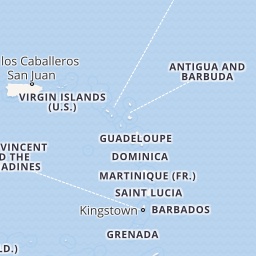 los Caballeros
San Juan
ANTIGUA AND
BARBUDA
VIRGIN ISLANDS
(U.S.)
GUADELOUPE
VINCENT
DOMINICA
ADINES
MARTINIQUE (FR.)
SAINT LUCIA
Kingstown
BARBADOS
GRENADA